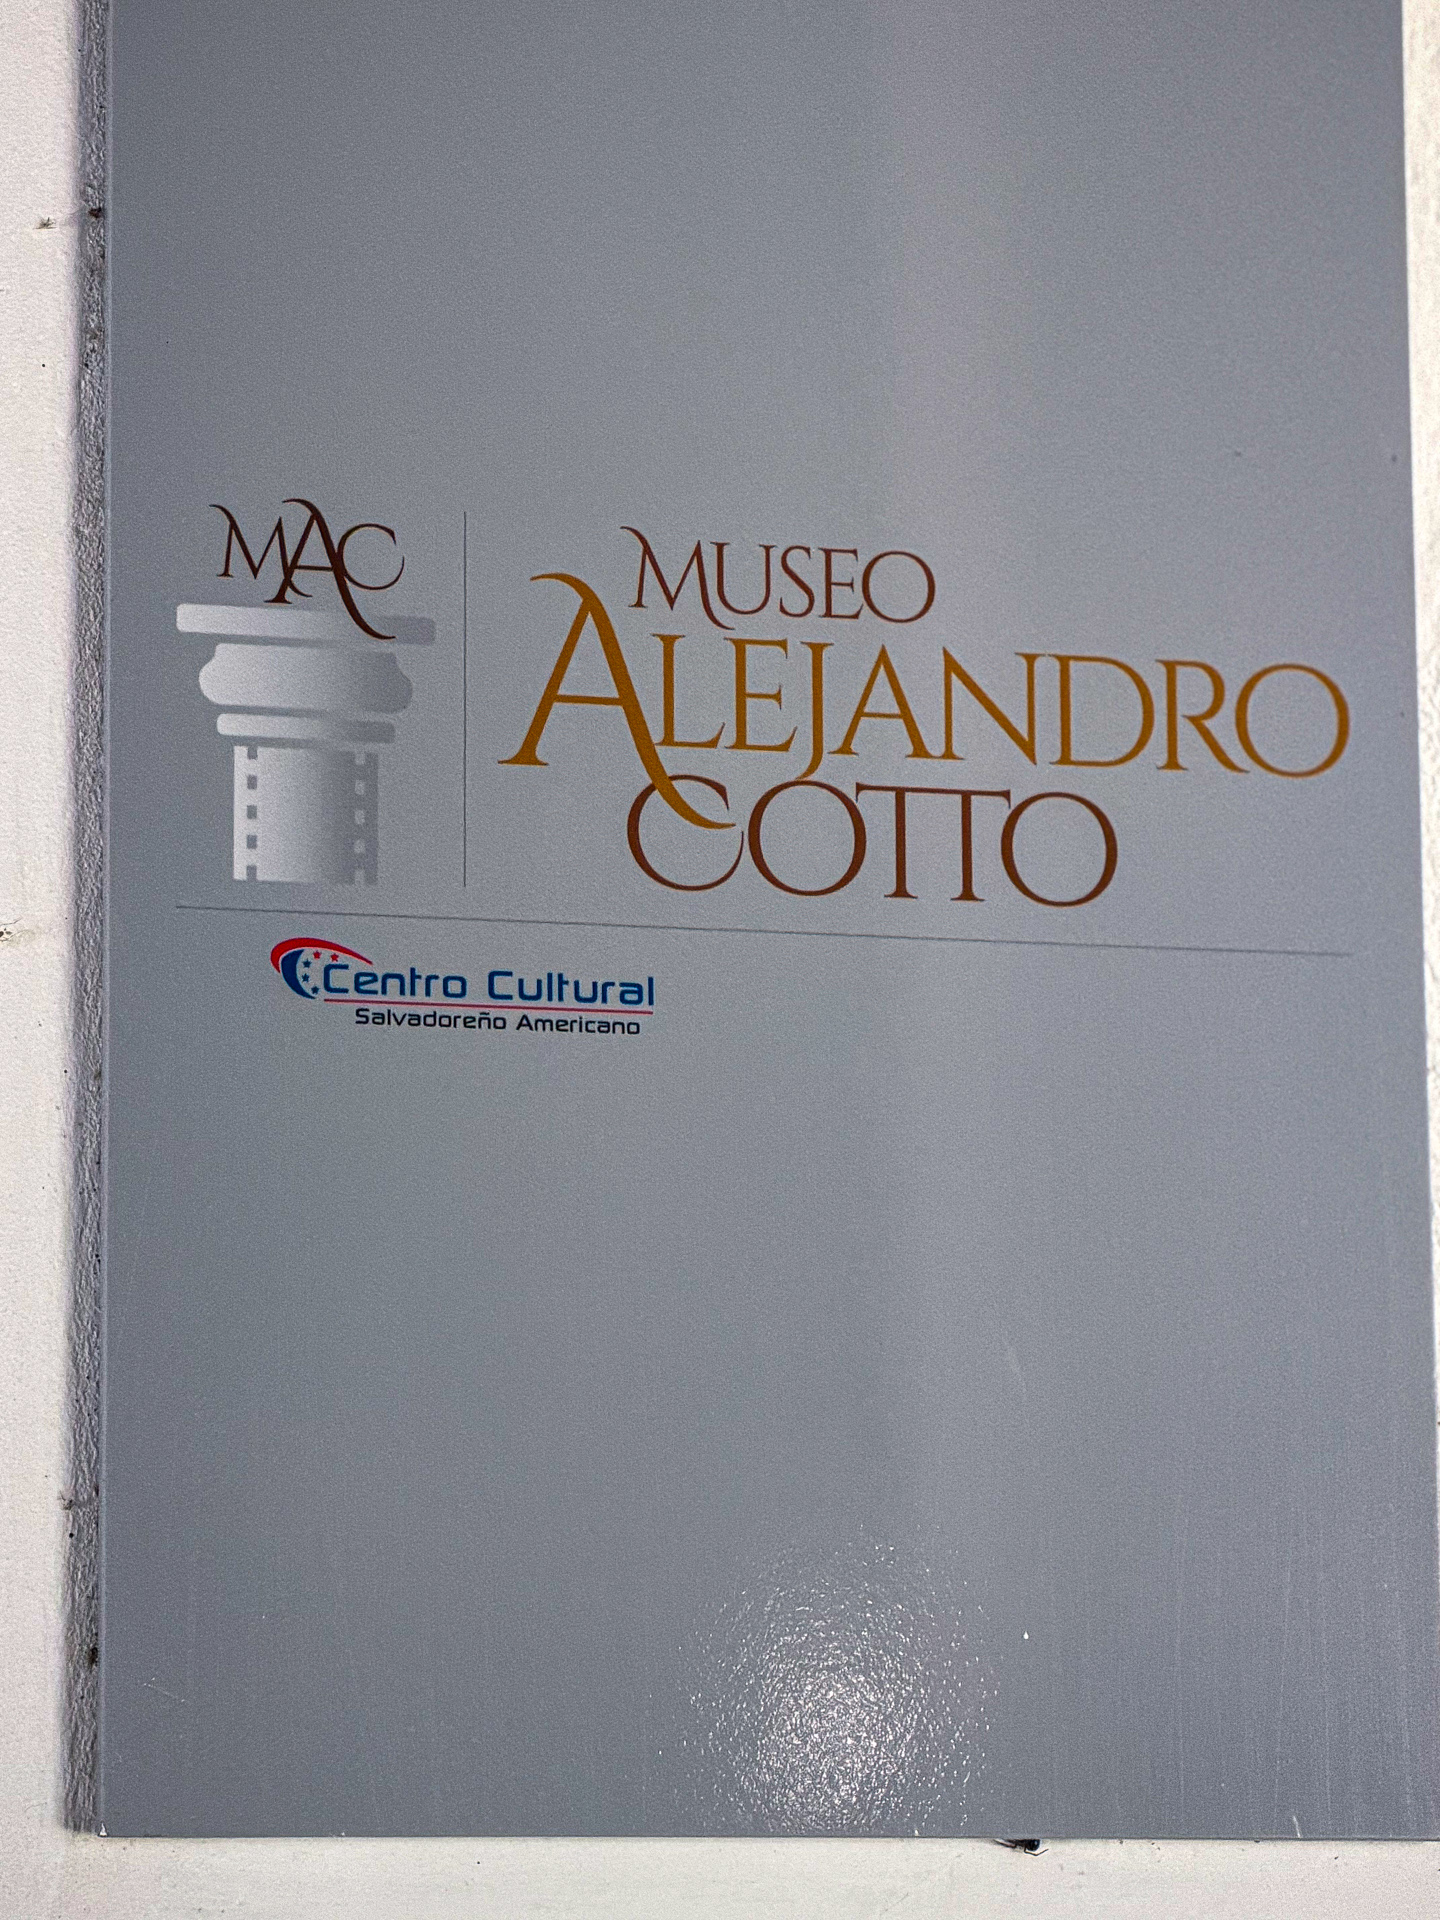 MAC
MUSEO
ALEJANDRO
COTTO
Centro Cultural
Salvadoreño Americano